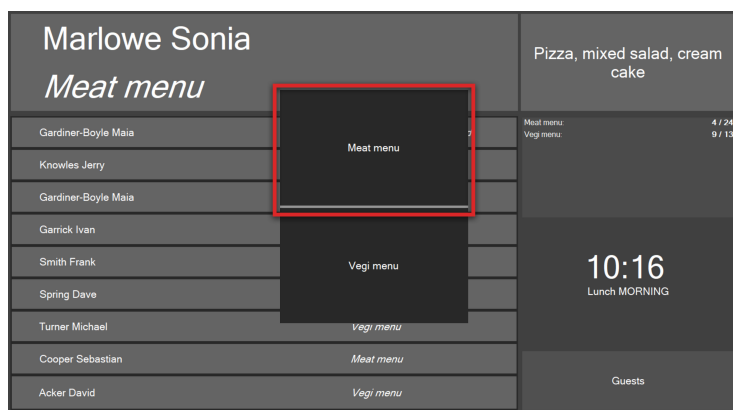 Marlowe Sonia
Meat menu
Pizza, mixed salad, cream
cake
Meat menu
Vegi menu
Gardiner-Boyle Maia
Knowles Jerry
Gardiner-Boyle Maia
Garrick Ivan
Smith Frank
Spring Dave
Turner Michael Vegi menu
Cooper Sebastian Meat menu
Acker David Vegi menu
Meat menu: 4 / 24
Vegi menu: 9 / 13
10:16
Lunch MORNING
Guests